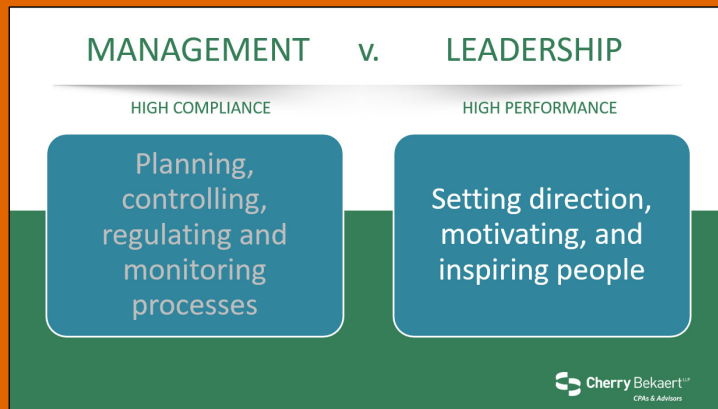 MANAGEMENT v. LEADERSHIP
HIGH COMPLIANCE
HIGH PERFORMANCE
Planning,
controlling,
regulating and
monitoring
processes
Setting direction,
motivating, and
inspiring people
Cherry Bekaert LLP
CPAs & Advisors